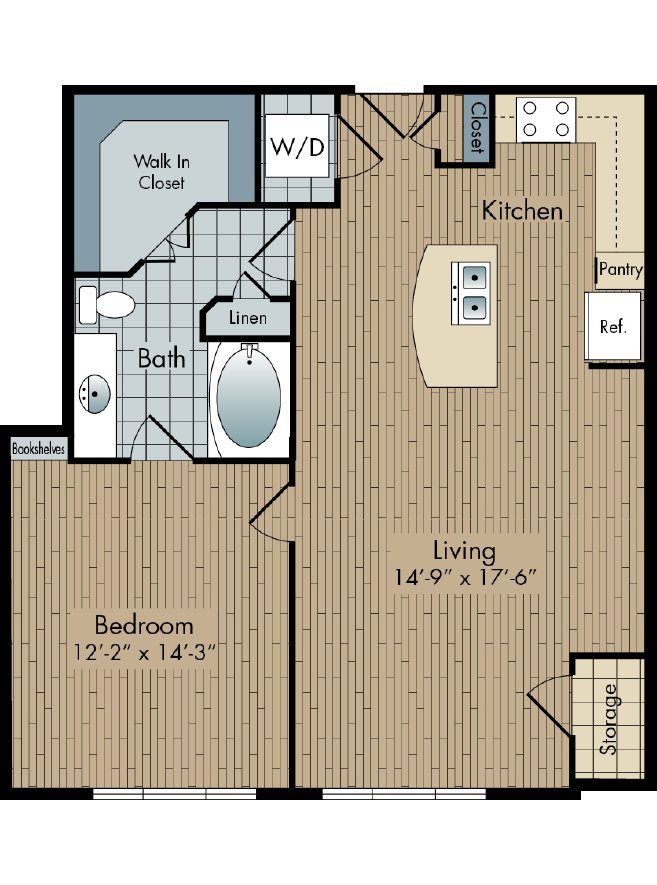 Walk In
Closet
W/D
Closet
Kitchen
Pantry
Ref.
Linen
Bath
Bookshelves
Living
14'-9" x 17'-6"
Bedroom
12'-2" x 14'-3"
Storage